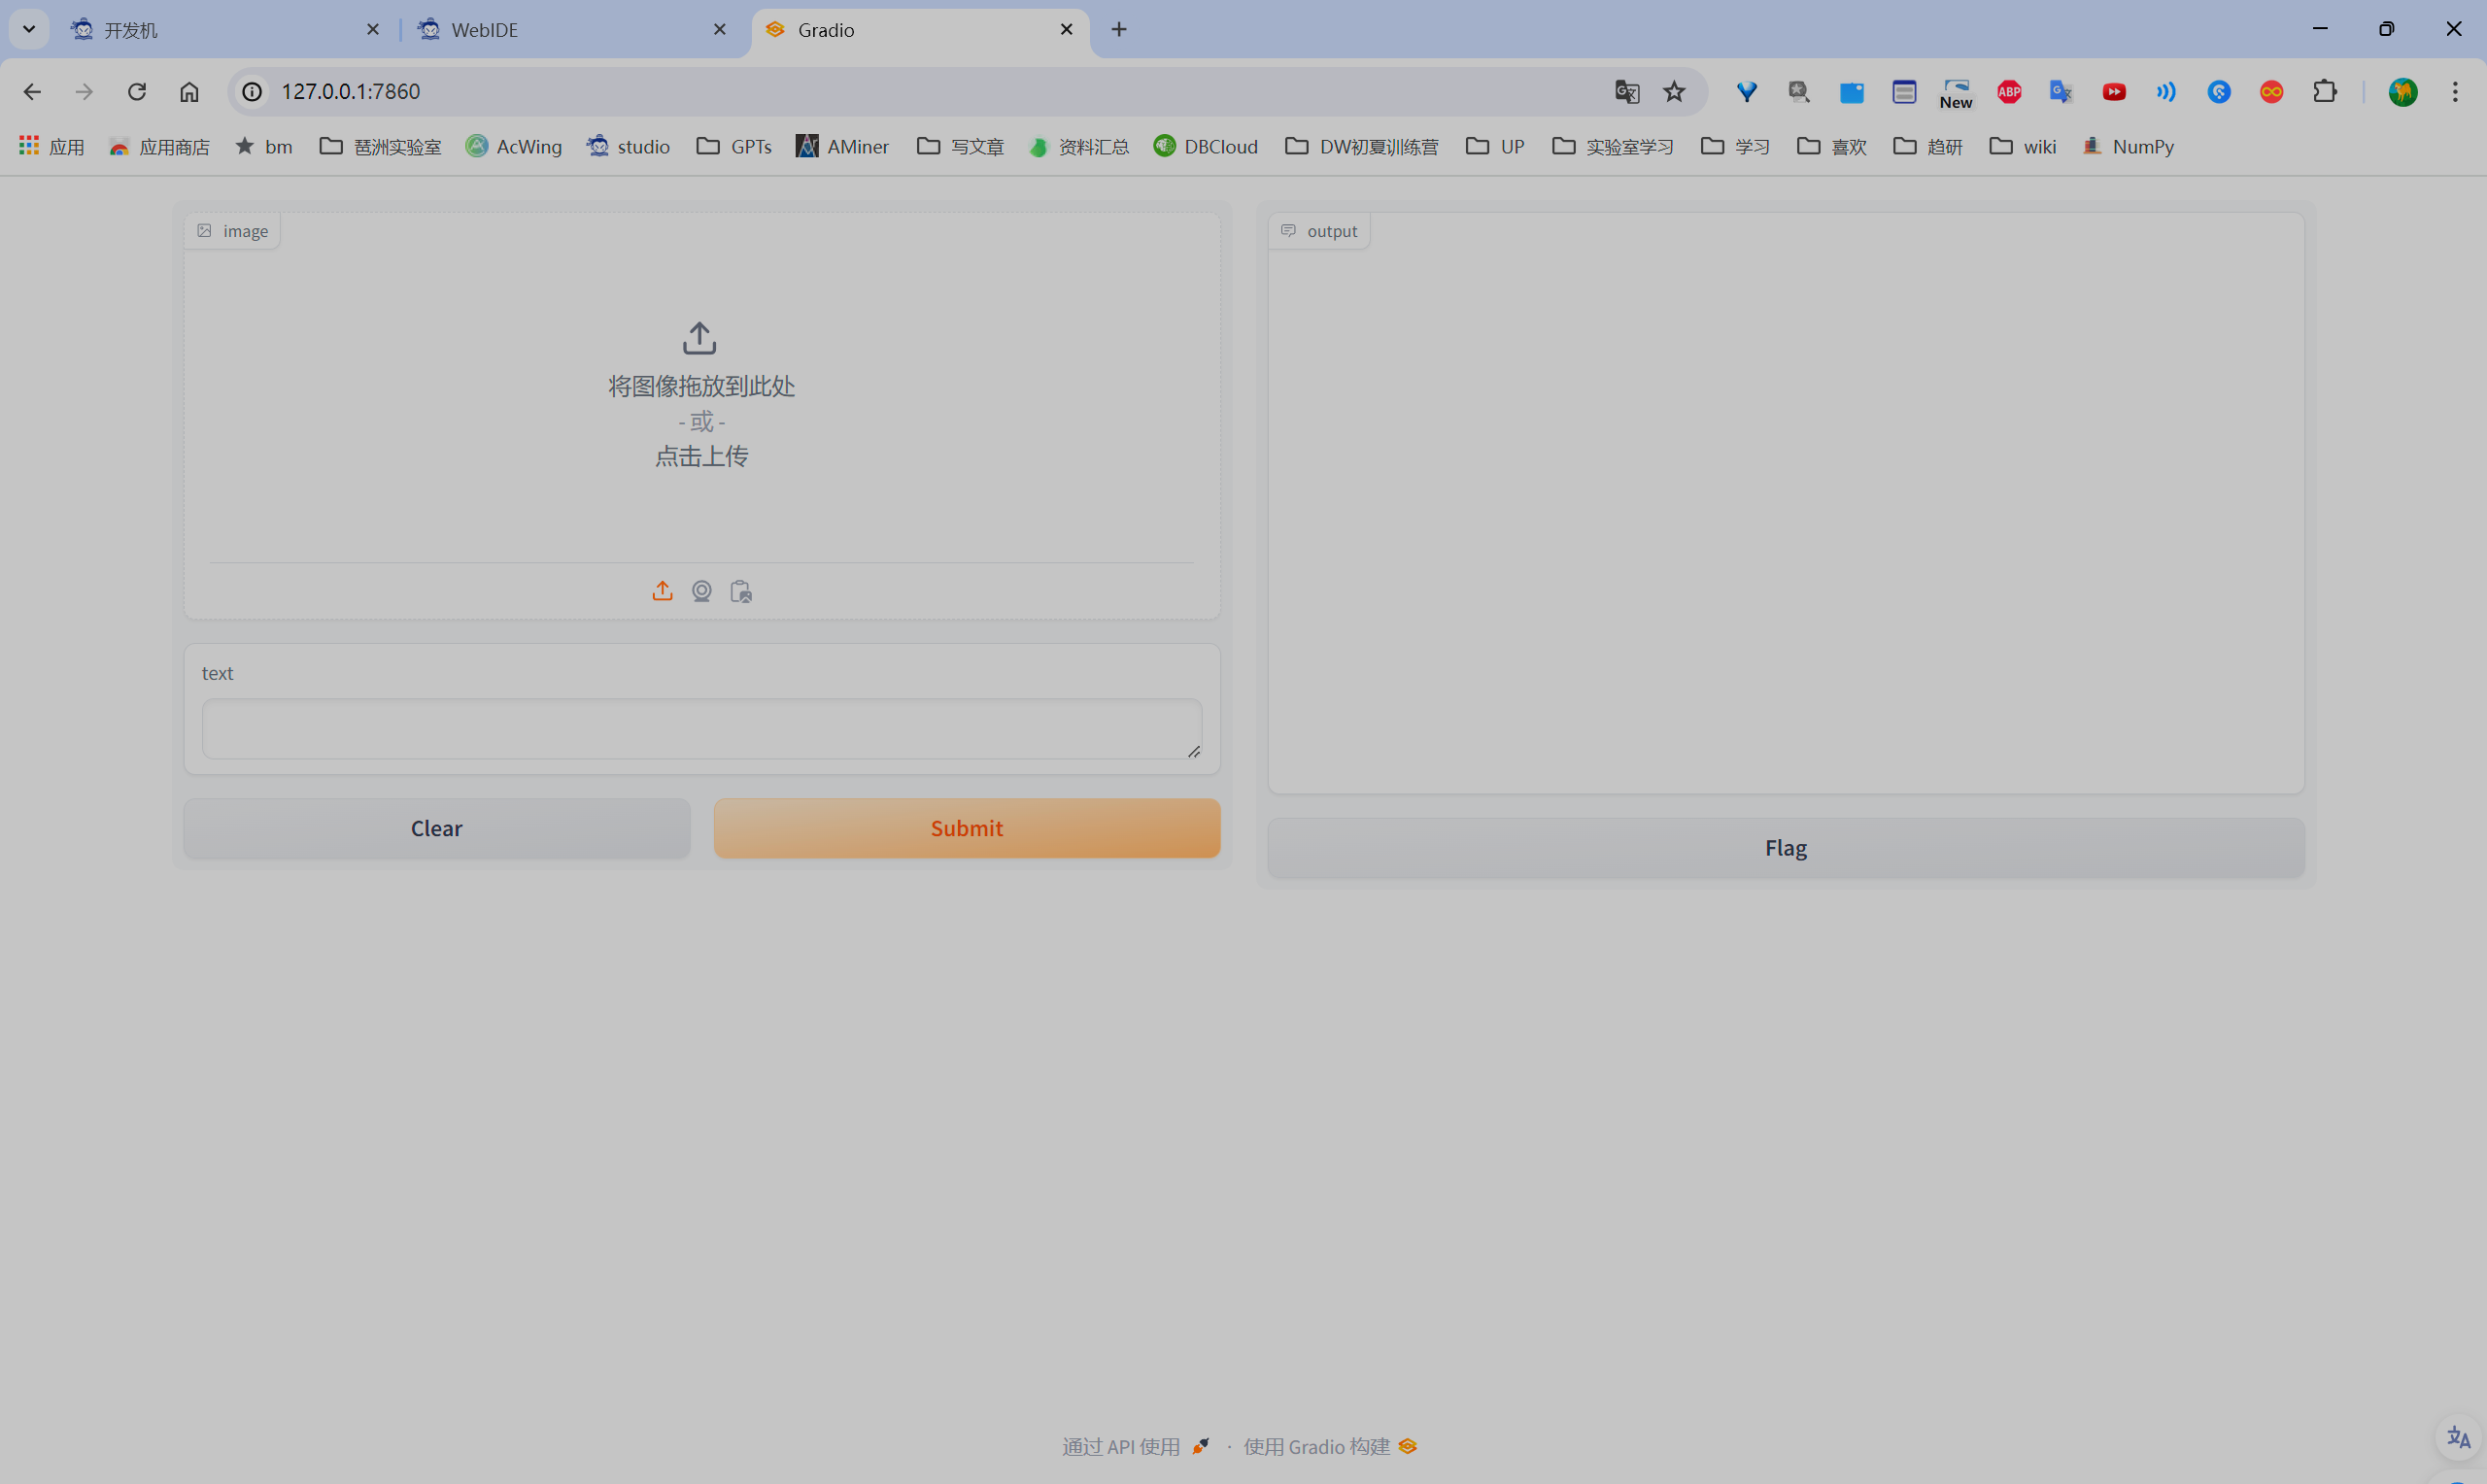 开发机
WebIDE
Gradio
127.0.0.1:7860
New
ABP
应用
应用商店
bm
琶洲实验室
AcWing
studio
GPTs
AMiner
写文章
资料汇总
DBCloud
DW初夏训练营
UP
实验室学习
学习
喜欢
趋研
wiki
NumPy
image
将图像拖放到此处
- 或 -
点击上传
text
Clear
Submit
output
Flag
通过 API 使用 · 使用 Gradio 构建